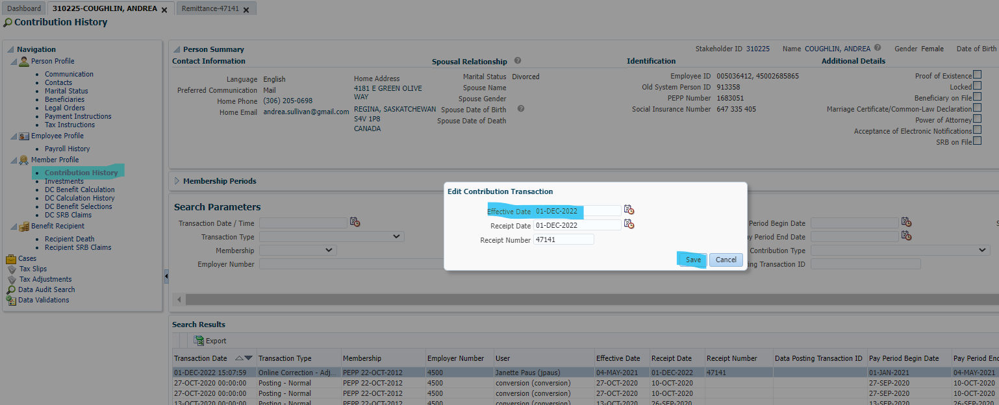 Dashboard
310225-COUGHLIN, ANDREA
Remittance-47141
Contribution History
Navigation
Person Profile
Communication
Contacts
Marital Status
Beneficiaries
Legal Orders
Payment Instructions
Tax Instructions
Employee Profile
Payroll History
Member Profile
Contribution History
Investments
DC Benefit Calculation
DC Calculation History
DC Benefit Selections
DC SRB Claims
Benefit Recipient
Recipient Death
Recipient SRB Claims
Cases
Tax Slips
Tax Adjustments
Data Audit Search
Data Validations
Person Summary
Stakeholder ID 310225 Name COUGHLIN, ANDREA Gender Female Date of Birth
Contact Information
Language English
Preferred Communication Mail
Home Phone (306) 205-0698
Home Email andrea.sullivan@gmail.com
Home Address
4181 E GREEN OLIVE
WAY
REGINA, SASKATCHEWAN
S4V 1P8
CANADA
Spousal Relationship
Marital Status Divorced
Spouse Name
Spouse Gender
Spouse Date of Birth
Spouse Date of Death
Identification
Employee ID 005036412, 45002685865
Old System Person ID 913358
PEPP Number 1683051
Social Insurance Number 647 335 405
Additional Details
Proof of Existence
Locked
Beneficiary on File
Marriage Certificate/Common-Law Declaration
Power of Attorney
Acceptance of Electronic Notifications
SRB on File
Membership Periods
Search Parameters
Transaction Date / Time
Transaction Type
Membership
Employer Number
Period Begin Date
ay Period End Date
Contribution Type
ing Transaction ID
S
Edit Contribution Transaction
Effective Date 01-DEC-2022
Receipt Date 01-DEC-2022
Receipt Number 47141
Save Cancel
Search Results
Export
Transaction Date Transaction Type Membership Employer Number User Effective Date Receipt Date Receipt Number Data Posting Transaction ID Pay Period Begin Date Pay Period End
01-DEC-2022 15:07:59 Online Correction - Adj... PEPP 22-OCT-2012 4500 Janette Paus (jpaus) 04-MAY-2021 01-DEC-2022 47141 01-JAN-2021 04-MAY-2021
27-OCT-2020 00:00:00 Posting - Normal PEPP 22-OCT-2012 4500 conversion (conversion) 27-OCT-2020 10-OCT-2020 27-SEP-2020 10-OCT-2020
27-OCT-2020 00:00:00 Posting - Normal PEPP 22-OCT-2012 4500 conversion (conversion) 27-OCT-2020 10-OCT-2020 27-SEP-2020 10-OCT-2020
13-OCT-2020 00:00:00 Posting - Normal PEPP 22-OCT-2012 4500 conversion (conversion) 13-OCT-2020 26-SEP-2020 13-SEP-2020 26-SEP-2020